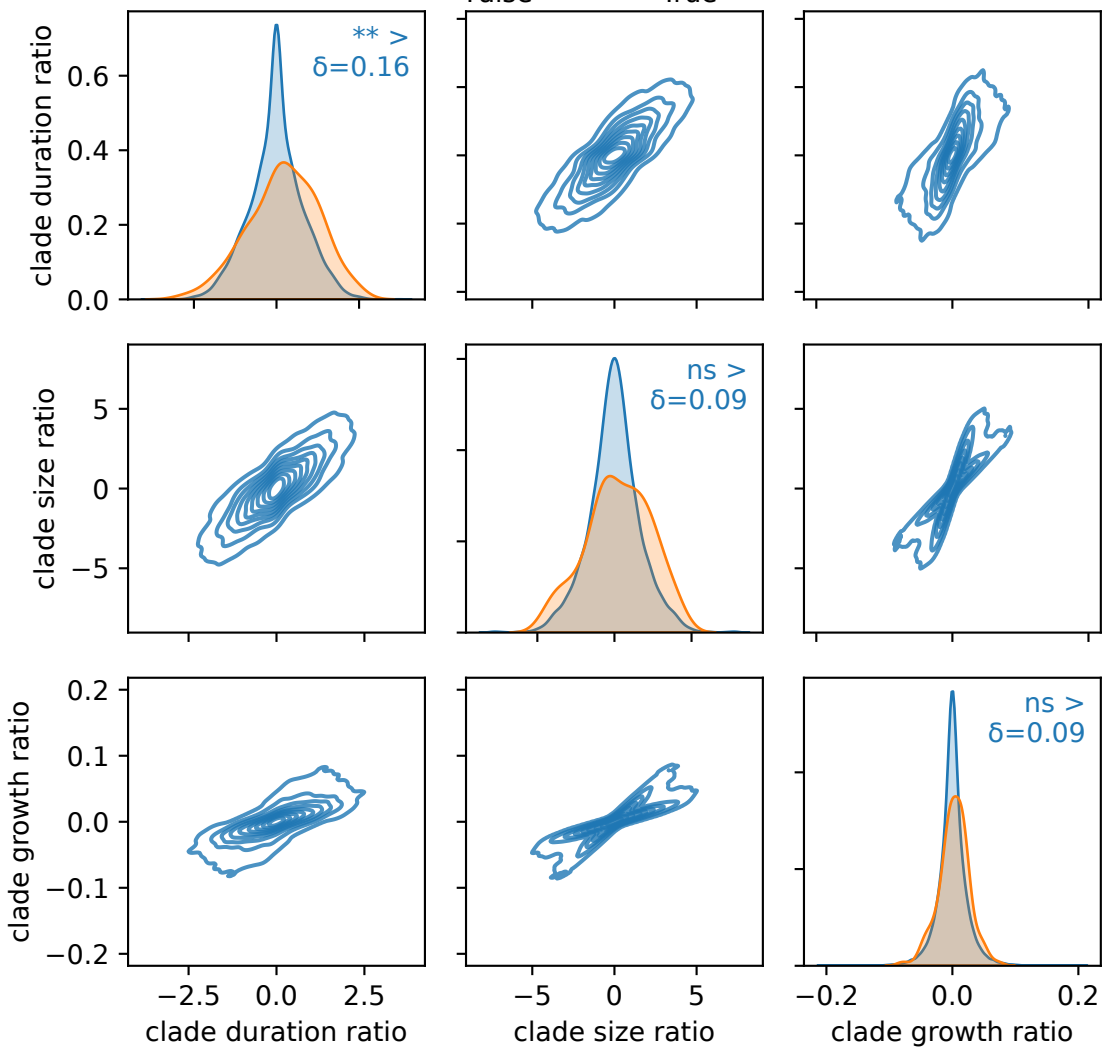 clade duration ratio
0.6
0.4
0.2
0.0
** >
δ=0.16
clade size ratio
5
0
−5
ns >
δ=0.09
clade growth ratio
0.2
0.1
0.0
−0.1
−0.2
ns >
δ=0.09
−2.5 0.0 2.5
−5 0 5
−0.2 0.0 0.2
clade duration ratio
clade size ratio
clade growth ratio